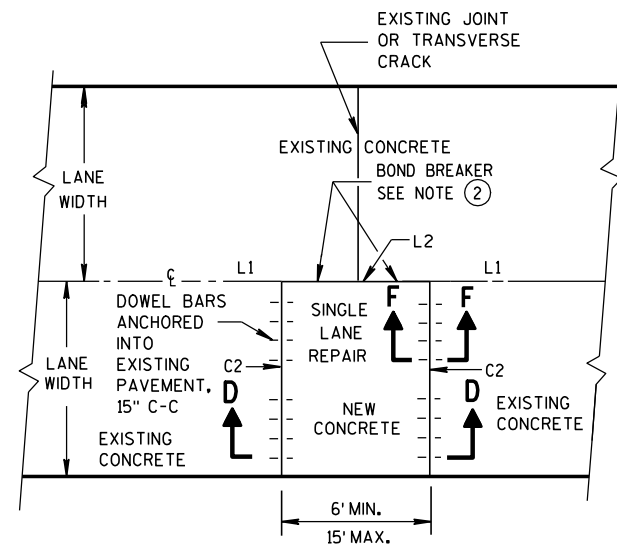 EXISTING JOINT
OR TRANSVERSE
CRACK
EXISTING CONCRETE
BOND BREAKER
SEE NOTE 2
LANE
WIDTH
L2
℄
L1
L1
DOWEL BARS
ANCHORED
INTO
EXISTING
PAVEMENT,
15" C-C
SINGLE
LANE
REPAIR
F
F
LANE
WIDTH
C2
C2
D
D
NEW
CONCRETE
EXISTING
CONCRETE
EXISTING
CONCRETE
6' MIN.
15' MAX.